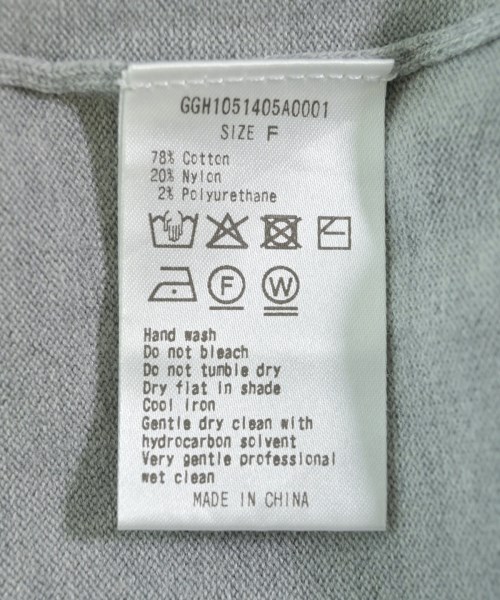 GGH1051405A0001
SIZE F
78% Cotton
20% Nylon
2% Polyurethane
F W
Hand wash
Do not bleach
Do not tumble dry
Dry flat in shade
Cool iron
Gentle dry clean with
hydrocarbon solvent
Very gentle professional
wet clean
MADE IN CHINA